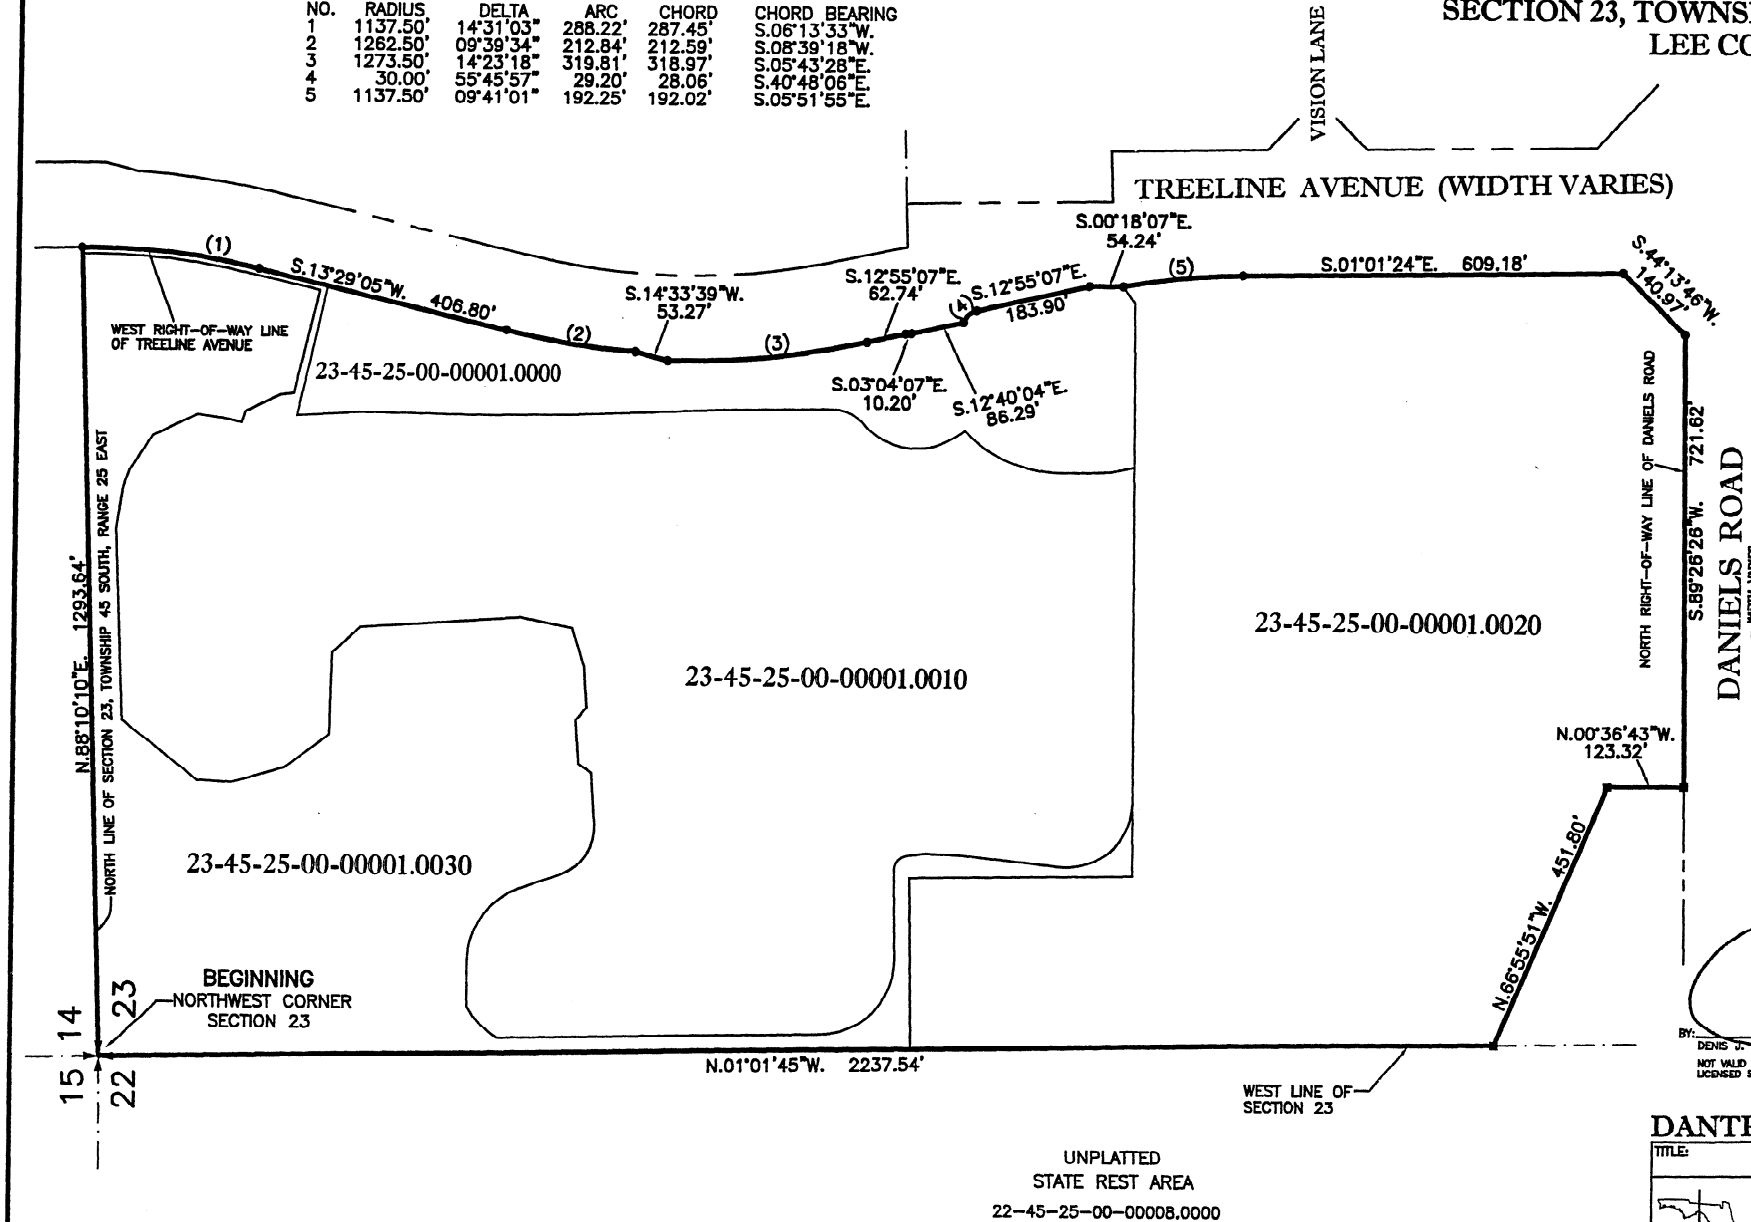 SECTION 23, TOWNS
LEE CO
NO. RADIUS DELTA ARC CHORD CHORD BEARING
1 1137.50' 14°31'03" 288.22' 287.45' S.06°13'33"W.
2 1262.50' 09°39'34" 212.84' 212.59' S.08°39'18"W.
3 1273.50' 14°23'18" 319.81' 318.97' S.05°43'28"E.
4 30.00' 55°45'57" 29.20' 28.06' S.40°48'06"E.
5 1137.50' 09°41'01" 192.25' 192.02' S.05°51'55"E.
VISION LANE
TREELINE AVENUE (WIDTH VARIES)
(1)
S.13°29'05"W. 406.80'
(2)
S.14°33'39"W.
53.27'
(3)
S.12°55'07"E.
62.74'
S.03°04'07"E.
10.20'
S.12°40'04"E.
86.29'
(4)
S.12°55'07"E.
183.90'
S.00°18'07"E.
54.24'
(5)
S.01°01'24"E. 609.18'
S.44°13'46"W.
140.97'
WEST RIGHT-OF-WAY LINE
OF TREELINE AVENUE
23-45-25-00-00001.0000
N.88°10'10"E. 1293.64'
NORTH LINE OF SECTION 23, TOWNSHIP 45 SOUTH, RANGE 25 EAST
NORTH RIGHT-OF-WAY LINE OF DANIELS ROAD
S.89°26'26"W. 721.62'
DANIELS ROAD
23-45-25-00-00001.0020
23-45-25-00-00001.0010
23-45-25-00-00001.0030
N.00°36'43"W.
123.32'
N.66°55'51"W. 451.80'
BEGINNING
NORTHWEST CORNER
SECTION 23
14
23
15
22
N.01°01'45"W. 2237.54'
WEST LINE OF
SECTION 23
UNPLATTED
STATE REST AREA
22-45-25-00-00008.0000
BY:
DENIS J.
NOT VALID
LICENSED S
TITLE: